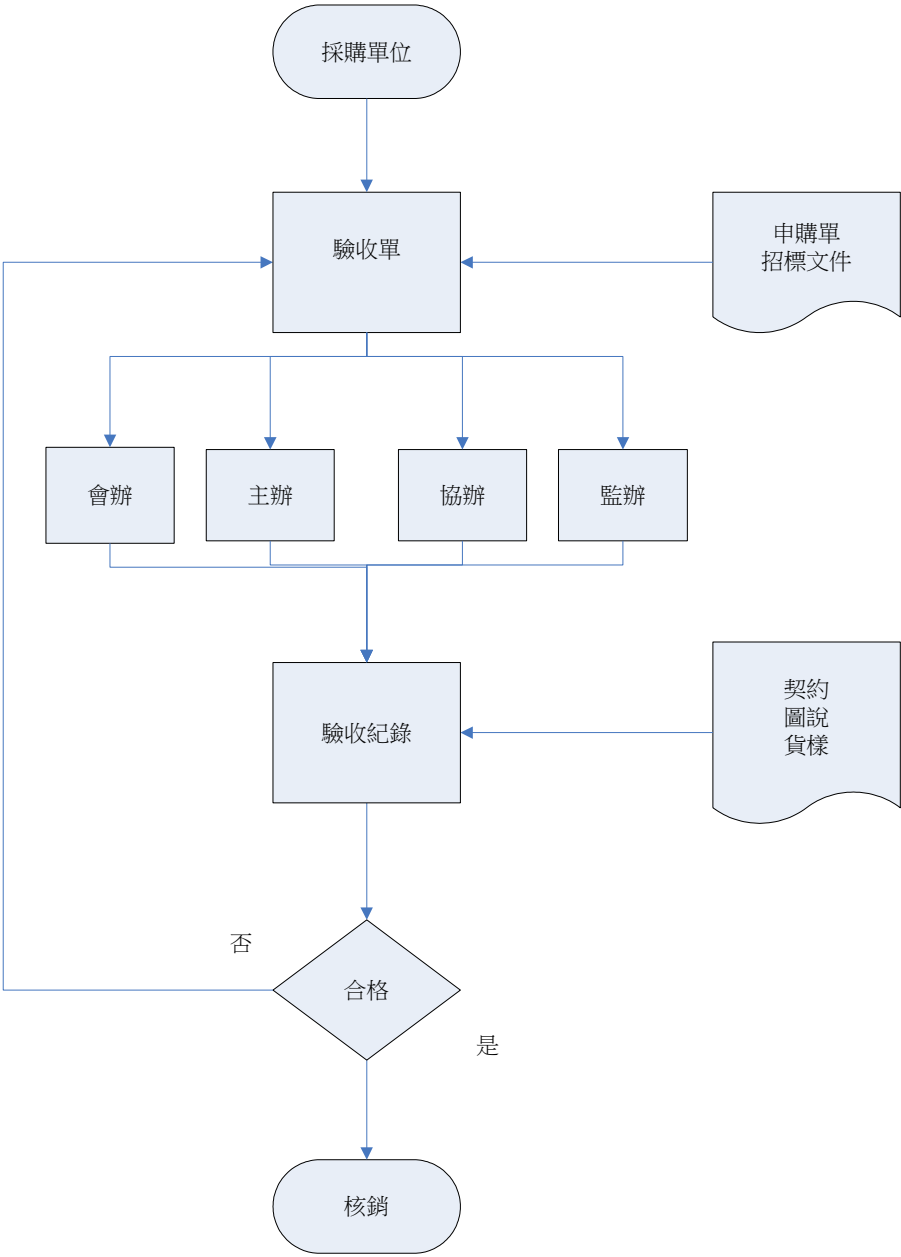 採購單位
驗收單
申購單
招標文件
會辦
主辦
協辦
監辦
驗收紀錄
契約
圖說
貨樣
否
合格
是
核銷